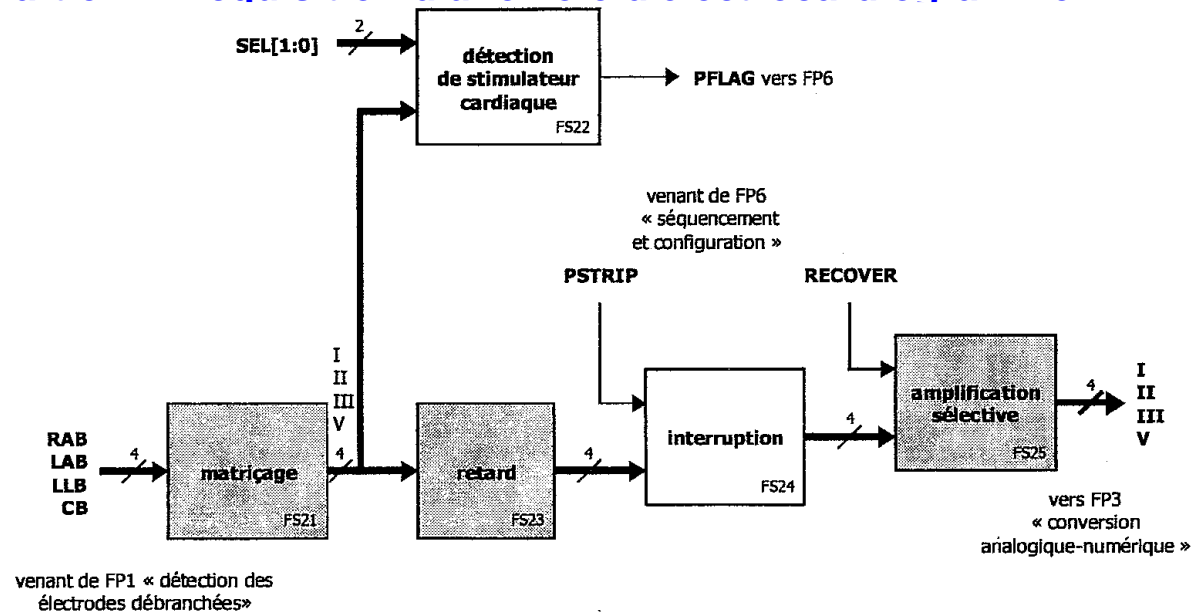 SEL[1:0]
2
détection
de stimulateur
cardiaque
FS22
PFLAG vers FP6
venant de FP6
« séquencement
et configuration »
PSTRIP
RECOVER
I
II
III
V
RAB
LAB
LLB
CB
4
matriçage
FS21
4
retard
FS23
4
interruption
FS24
4
amplification
sélective
FS25
4
I
II
III
V
vers FP3
« conversion
analogique-numérique »
venant de FP1 « détection des
électrodes débranchées»